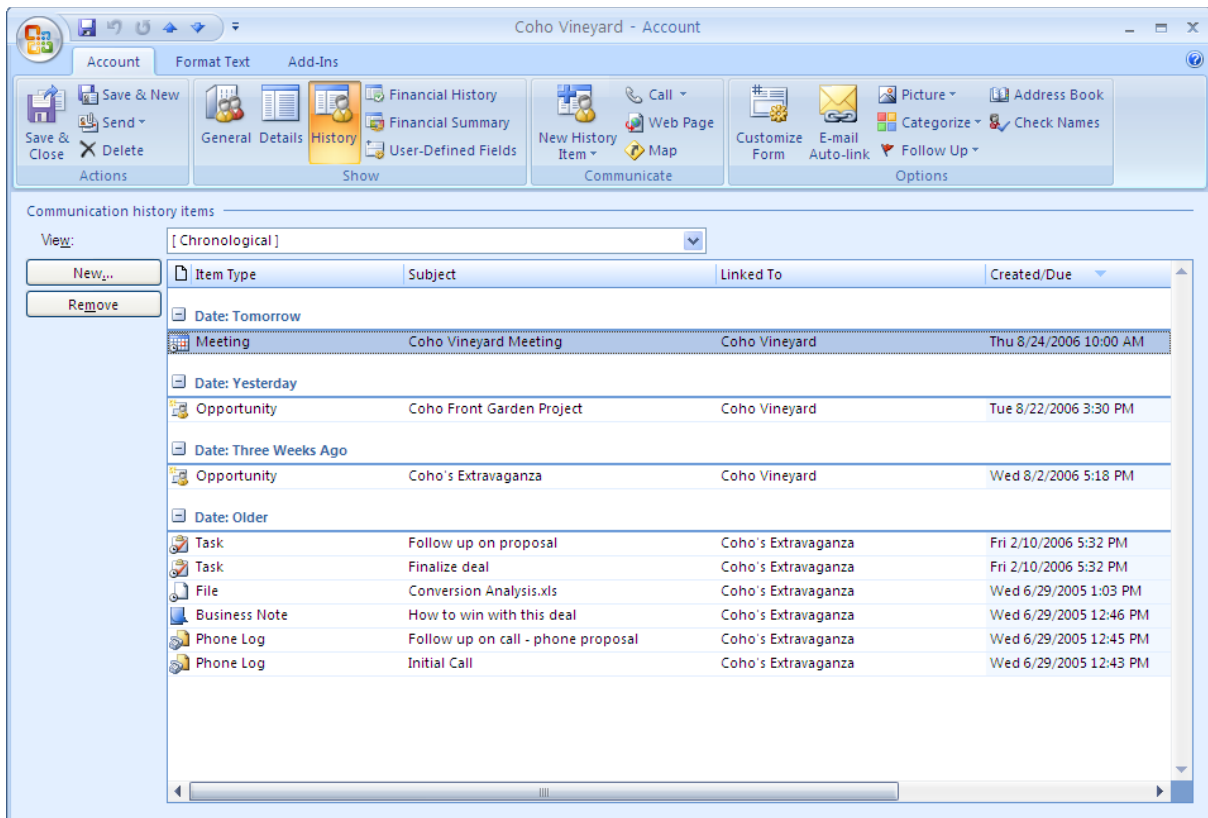 Coho Vineyard - Account
Account Format Text Add-Ins
Save & Close
Save & New
Send
Delete
Actions
General Details History
Financial History
Financial Summary
User-Defined Fields
Show
New History Item
Call
Web Page
Map
Communicate
Customize Form
E-mail Auto-link
Picture
Categorize
Follow Up
Address Book
Check Names
Options
Communication history items
View: [ Chronological ]
New...
Remove
Item Type Subject Linked To Created/Due
Date: Tomorrow
Meeting Coho Vineyard Meeting Coho Vineyard Thu 8/24/2006 10:00 AM
Date: Yesterday
Opportunity Coho Front Garden Project Coho Vineyard Tue 8/22/2006 3:30 PM
Date: Three Weeks Ago
Opportunity Coho's Extravaganza Coho Vineyard Wed 8/2/2006 5:18 PM
Date: Older
Task Follow up on proposal Coho's Extravaganza Fri 2/10/2006 5:32 PM
Task Finalize deal Coho's Extravaganza Fri 2/10/2006 5:32 PM
File Conversion Analysis.xls Coho's Extravaganza Wed 6/29/2005 1:03 PM
Business Note How to win with this deal Coho's Extravaganza Wed 6/29/2005 12:46 PM
Phone Log Follow up on call - phone proposal Coho's Extravaganza Wed 6/29/2005 12:45 PM
Phone Log Initial Call Coho's Extravaganza Wed 6/29/2005 12:43 PM